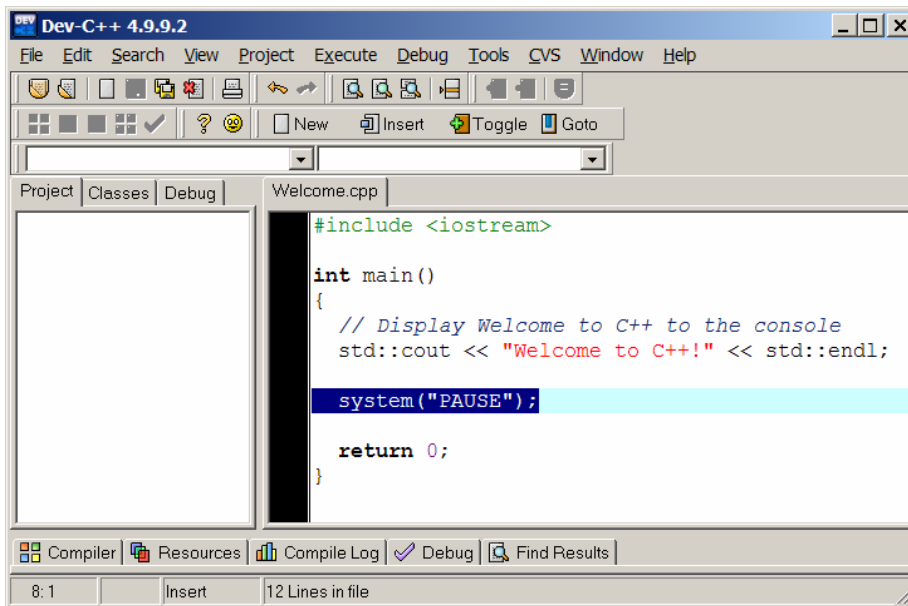 Dev-C++ 4.9.9.2
File Edit Search View Project Execute Debug Tools CVS Window Help
New Insert Toggle Goto
Project Classes Debug Welcome.cpp
#include <iostream>
int main()
{
// Display Welcome to C++ to the console
std::cout << "Welcome to C++!" << std::endl;
system("PAUSE");
return 0;
}
Compiler Resources Compile Log Debug Find Results
8: 1 Insert 12 Lines in file